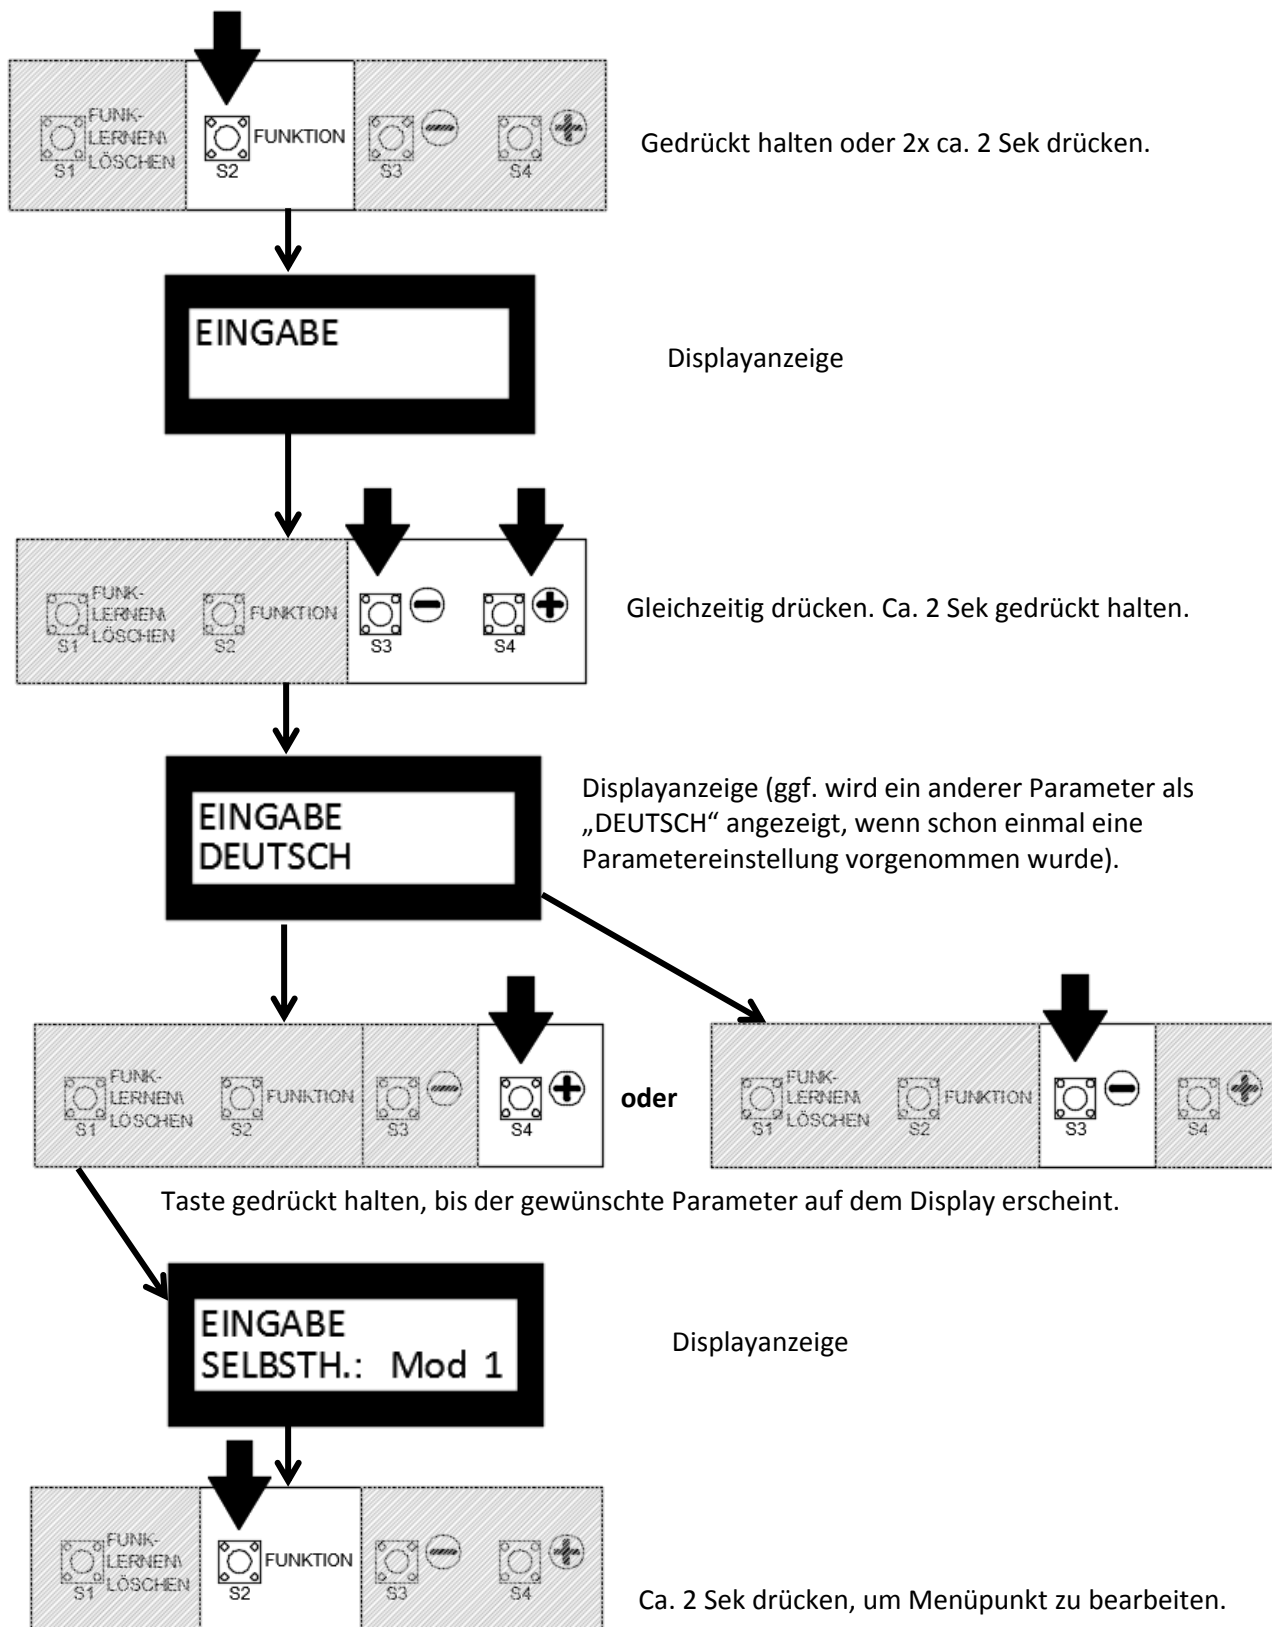 FUNK-
LERNEN\
LÖSCHEN
S1
FUNKTION
S2
S3
S4
Gedrückt halten oder 2x ca. 2 Sek drücken.
EINGABE
Displayanzeige
FUNK-
LERNEN\
LÖSCHEN
S1
FUNKTION
S2
S3
S4
Gleichzeitig drücken. Ca. 2 Sek gedrückt halten.
EINGABE
DEUTSCH
Displayanzeige (ggf. wird ein anderer Parameter als
„DEUTSCH“ angezeigt, wenn schon einmal eine
Parametereinstellung vorgenommen wurde).
FUNK-
LERNEN\
LÖSCHEN
S1
FUNKTION
S2
S3
S4
oder
FUNK-
LERNEN\
LÖSCHEN
S1
FUNKTION
S2
S3
S4
Taste gedrückt halten, bis der gewünschte Parameter auf dem Display erscheint.
EINGABE
SELBSTH.: Mod 1
Displayanzeige
FUNK-
LERNEN\
LÖSCHEN
S1
FUNKTION
S2
S3
S4
Ca. 2 Sek drücken, um Menüpunkt zu bearbeiten.